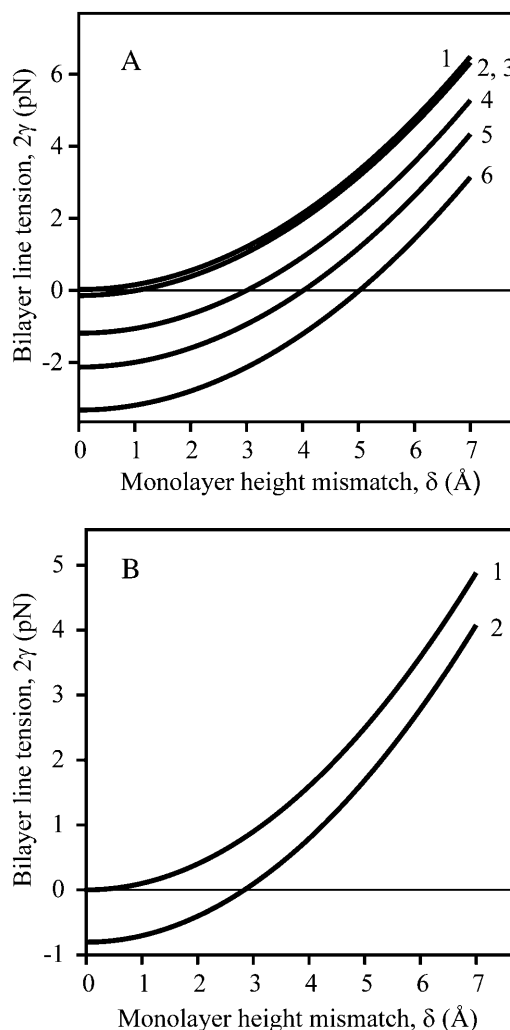 A
1
2, 3
4
5
6
Bilayer line tension, 2γ (pN)
6
4
2
0
-2
0 1 2 3 4 5 6 7
Monolayer height mismatch, δ (Å)
B
1
2
Bilayer line tension, 2γ (pN)
5
4
3
2
1
0
-1
0 1 2 3 4 5 6 7
Monolayer height mismatch, δ (Å)